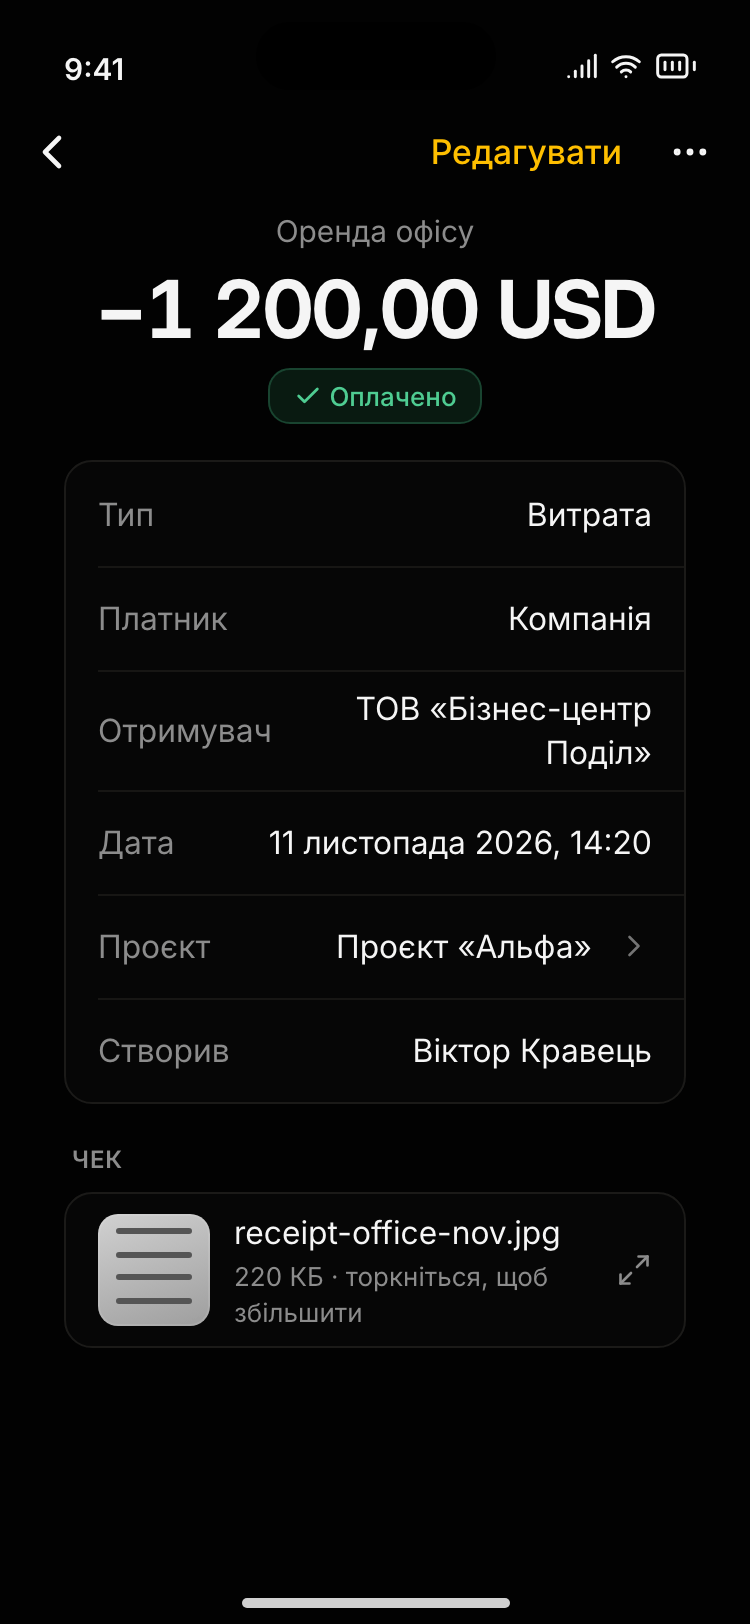 9:41
Редагувати
Оренда офісу
−1 200,00 USD
Оплачено
Тип
Витрата
Платник
Компанія
Отримувач
ТОВ «Бізнес-центр
Поділ»
Дата
11 листопада 2026, 14:20
Проєкт
Проєкт «Альфа»
Створив
Віктор Кравець
ЧЕК
receipt-office-nov.jpg
220 КБ · торкніться, щоб
збільшити